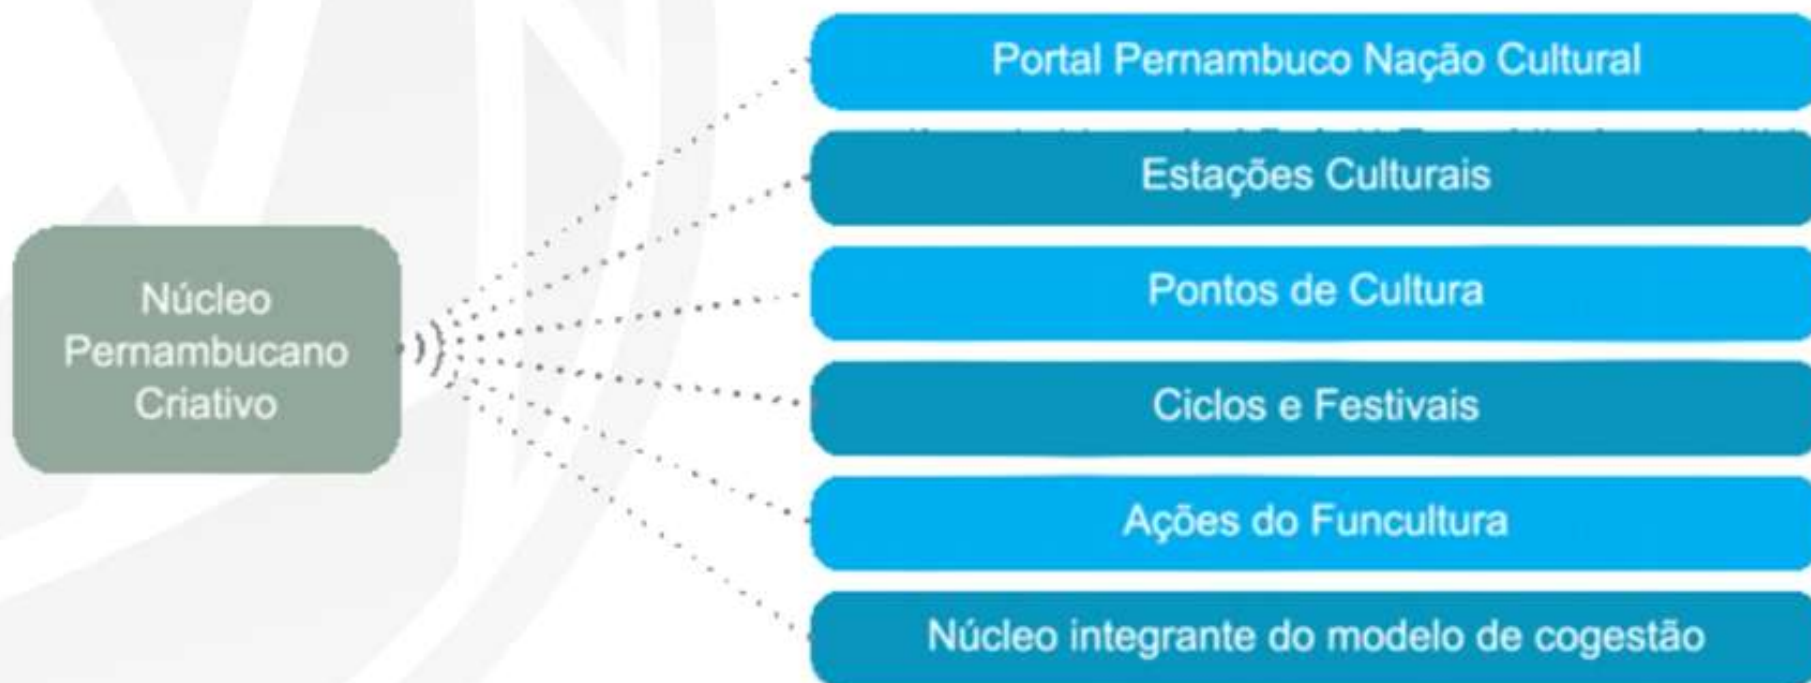 Portal Pernambuco Nação Cultural
Estações Culturais
Pontos de Cultura
Núcleo
Pernambucano
Criativo
Ciclos e Festivais
Ações do Funcultura
Núcleo integrante do modelo de cogestão